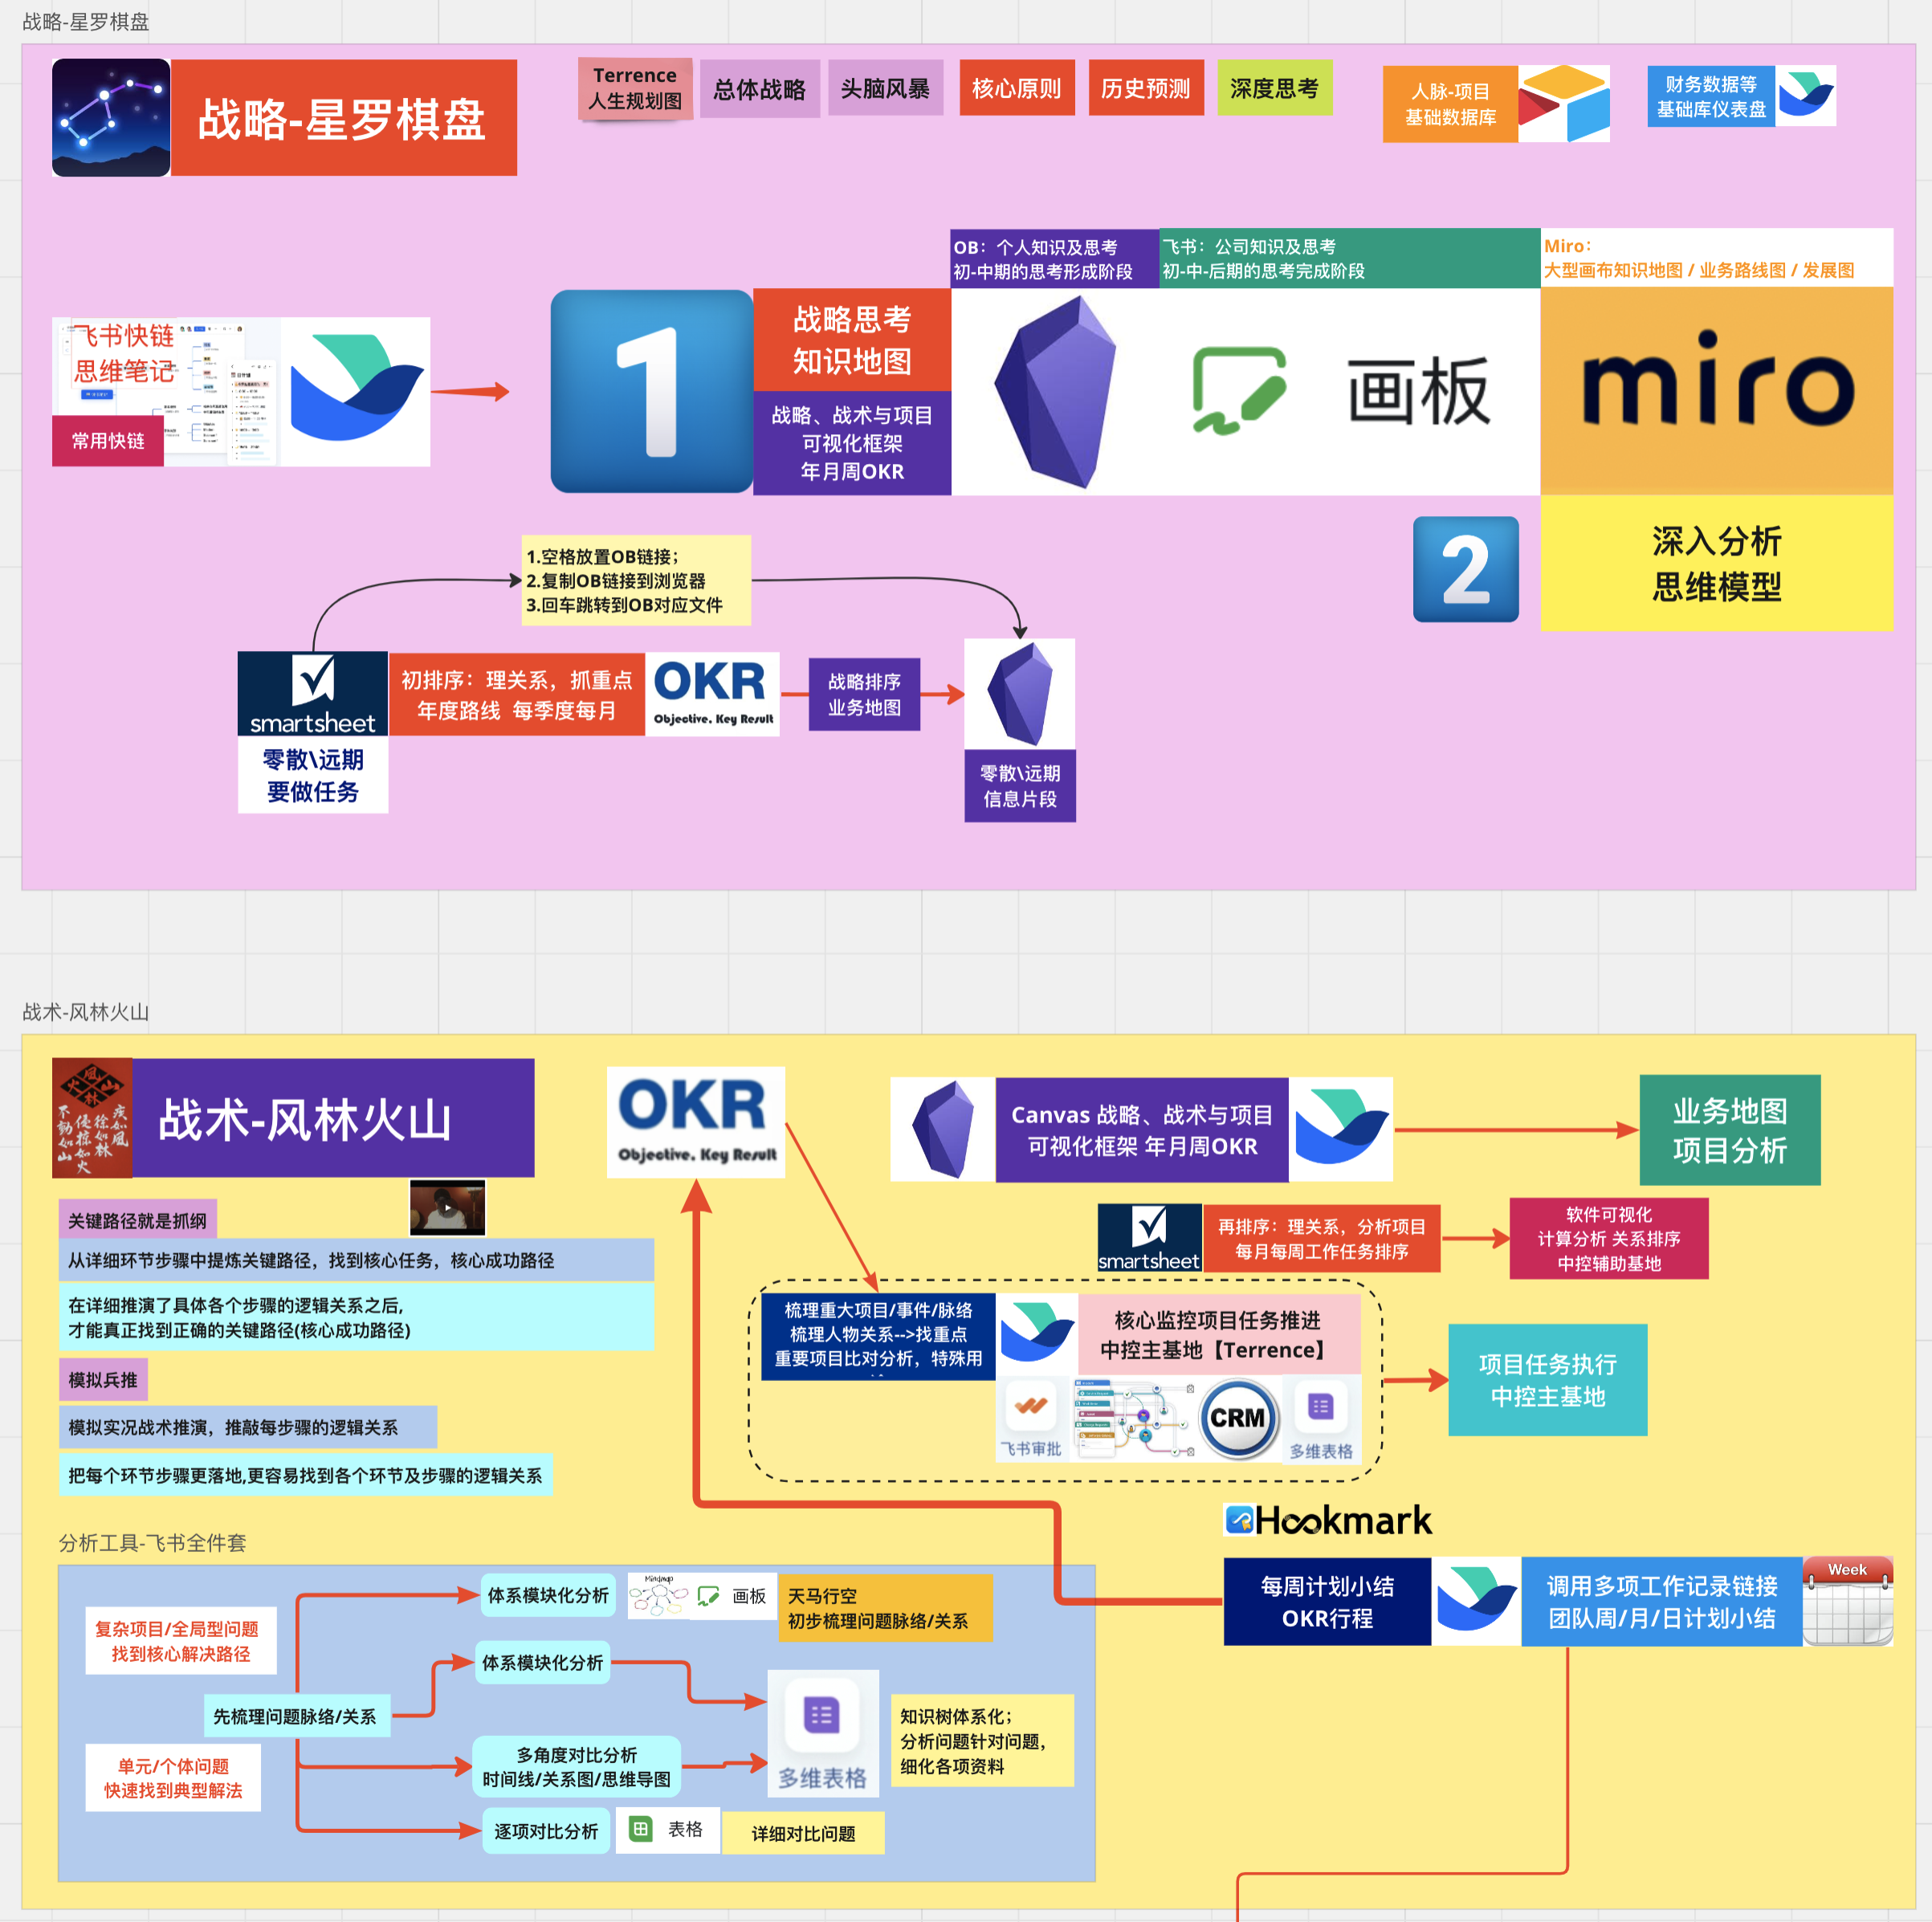 战略-星罗棋盘
战略-星罗棋盘
Terrence
人生规划图
总体战略
头脑风暴
核心原则
历史预测
深度思考
人脉-项目
基础数据库
财务数据等
基础库仪表盘
OB：个人知识及思考
初-中期的思考形成阶段
飞书：公司知识及思考
初-中-后期的思考完成阶段
Miro：
大型画布知识地图 / 业务路线图 / 发展图
飞书快链
思维笔记
常用快链
1
战略思考
知识地图
战略、战术与项目
可视化框架
年月周OKR
画板
miro
2
深入分析
思维模型
1.空格放置OB链接；
2.复制OB链接到浏览器
3.回车跳转到OB对应文件
smartsheet
初排序：理关系，抓重点
年度路线 每季度每月
OKR
Objective. Key Result
战略排序
业务地图
零散\远期
要做任务
零散\远期
信息片段
战术-风林火山
風
山
火
林
疾如風
徐如林
侵掠如火
不動如山
战术-风林火山
OKR
Objective. Key Result
Canvas 战略、战术与项目
可视化框架 年月周OKR
业务地图
项目分析
关键路径就是抓纲
从详细环节步骤中提炼关键路径，找到核心任务，核心成功路径
在详细推演了具体各个步骤的逻辑关系之后，
才能真正找到正确的关键路径(核心成功路径)
模拟兵推
模拟实况战术推演，推敲每步骤的逻辑关系
把每个环节步骤更落地,更容易找到各个环节及步骤的逻辑关系
smartsheet
再排序：理关系，分析项目
每月每周工作任务排序
软件可视化
计算分析 关系排序
中控辅助基地
梳理重大项目/事件/脉络
梳理人物关系-->找重点
重要项目比对分析，特殊用
核心监控项目任务推进
中控主基地【Terrence】
飞书审批
CRM
多维表格
项目任务执行
中控主基地
Hookmark
每周计划小结
OKR行程
调用多项工作记录链接
团队周/月/日计划小结
Week
分析工具-飞书全件套
复杂项目/全局型问题
找到核心解决路径
先梳理问题脉络/关系
单元/个体问题
快速找到典型解法
体系模块化分析
Mindmap
画板
天马行空
初步梳理问题脉络/关系
体系模块化分析
多角度对比分析
时间线/关系图/思维导图
多维表格
知识树体系化；
分析问题针对问题，
细化各项资料
逐项对比分析
表格
详细对比问题